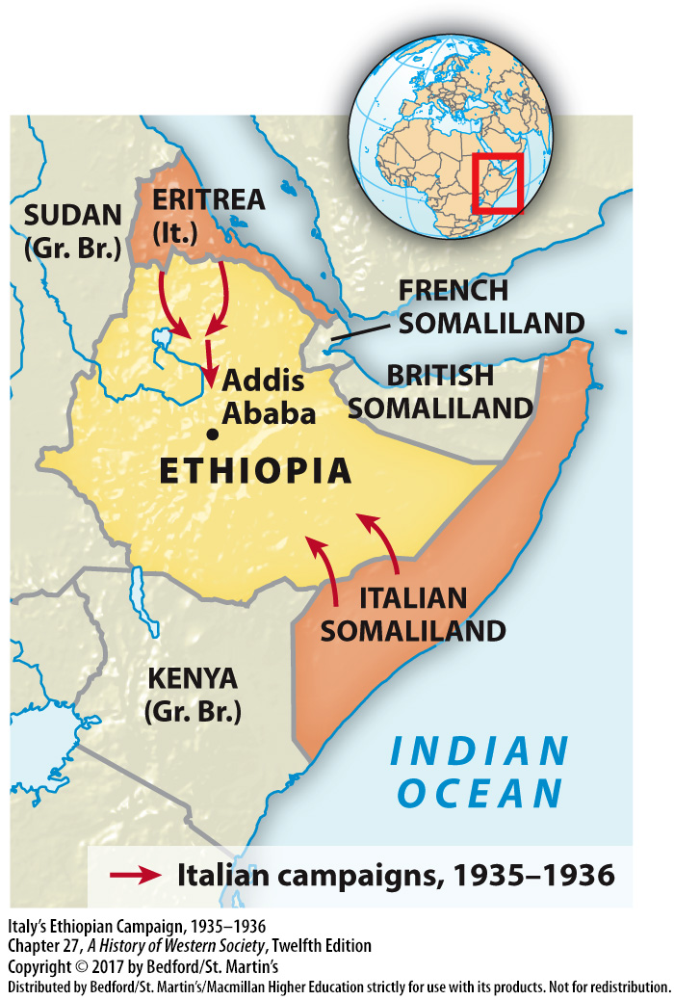 SUDAN
(Gr. Br.)
ERITREA
(It.)
FRENCH
SOMALILAND
BRITISH
SOMALILAND
Addis
Ababa
ETHIOPIA
ITALIAN
SOMALILAND
KENYA
(Gr. Br.)
INDIAN
OCEAN
Italian campaigns, 1935–1936
Italy’s Ethiopian Campaign, 1935–1936
Chapter 27, A History of Western Society, Twelfth Edition
Copyright © 2017 by Bedford/St. Martin’s
Distributed by Bedford/St. Martin’s/Macmillan Higher Education strictly for use with its products. Not for redistribution.